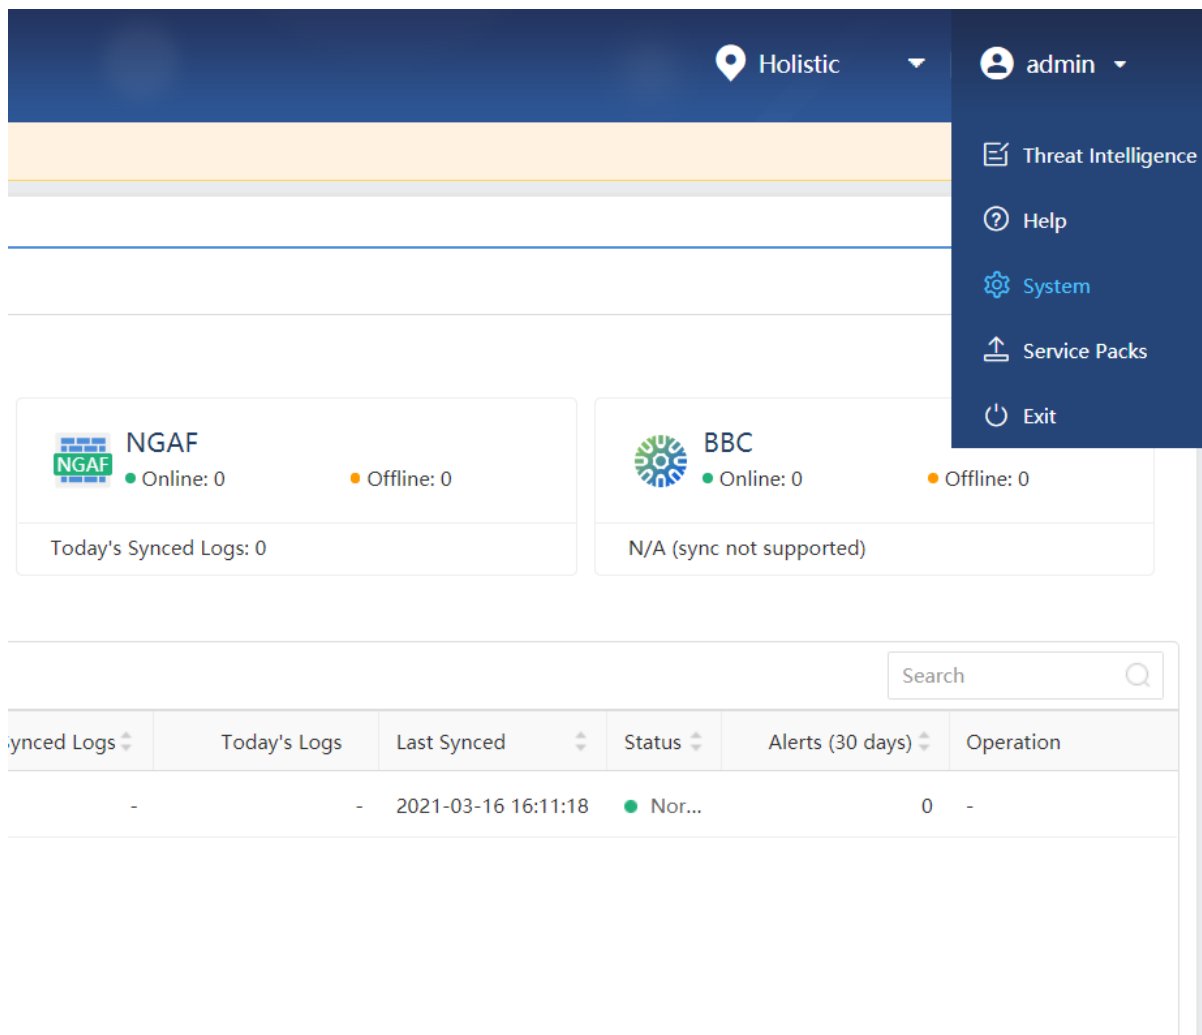 Holistic admin
Threat Intelligence
Help
System
Service Packs
Exit
NGAF
NGAF
Online: 0 Offline: 0
Today's Synced Logs: 0
BBC
Online: 0 Offline: 0
N/A (sync not supported)
Search
Synced Logs Today's Logs Last Synced Status Alerts (30 days) Operation
- - 2021-03-16 16:11:18 Nor... 0 -